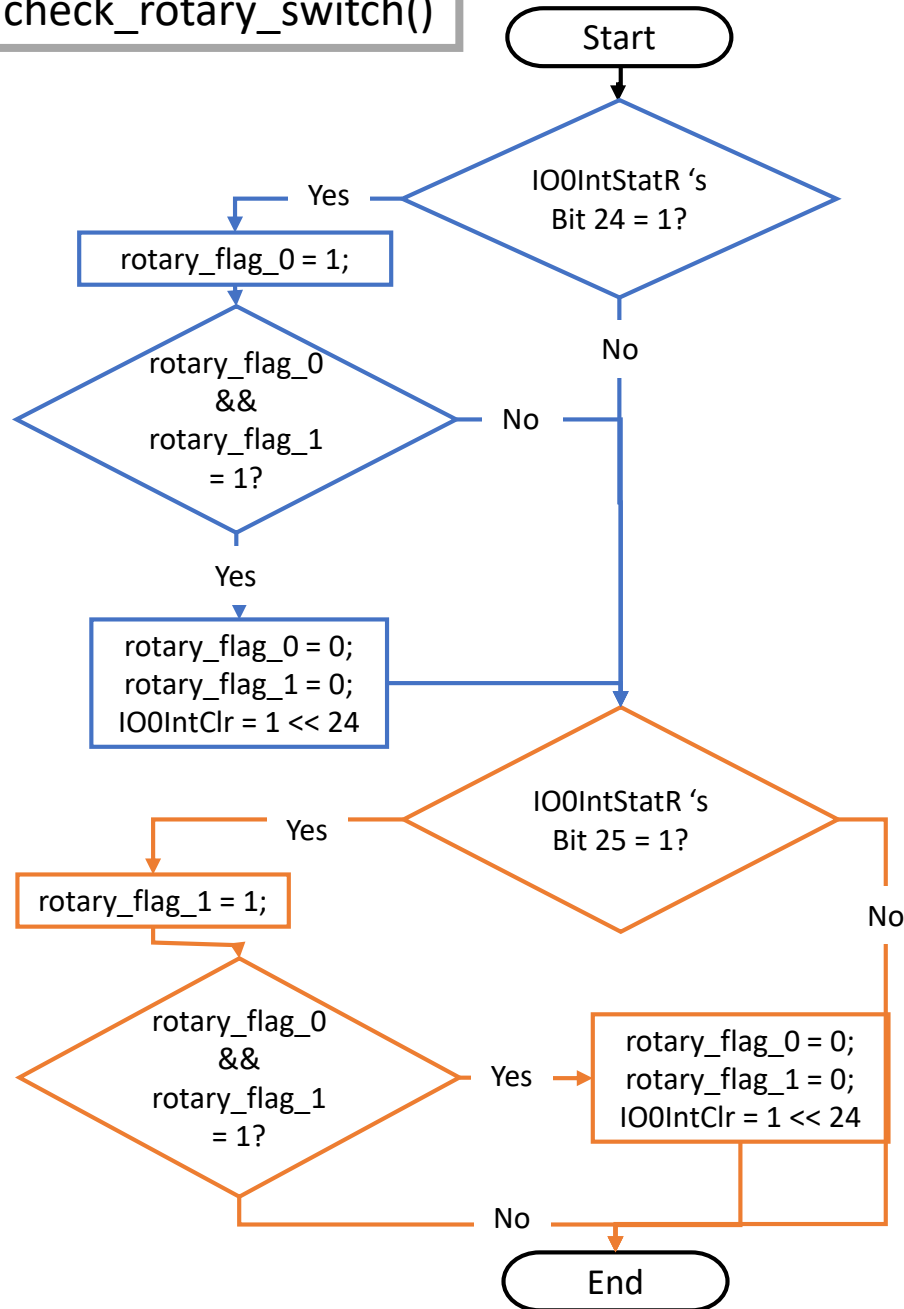 check_rotary_switch()
Start
IO0IntStatR ‘s
Bit 24 = 1?
Yes
rotary_flag_0 = 1;
No
rotary_flag_0
&&
rotary_flag_1
= 1?
No
Yes
rotary_flag_0 = 0;
rotary_flag_1 = 0;
IO0IntClr = 1 << 24
IO0IntStatR ‘s
Bit 25 = 1?
Yes
rotary_flag_1 = 1;
No
rotary_flag_0
&&
rotary_flag_1
= 1?
Yes
rotary_flag_0 = 0;
rotary_flag_1 = 0;
IO0IntClr = 1 << 24
No
End